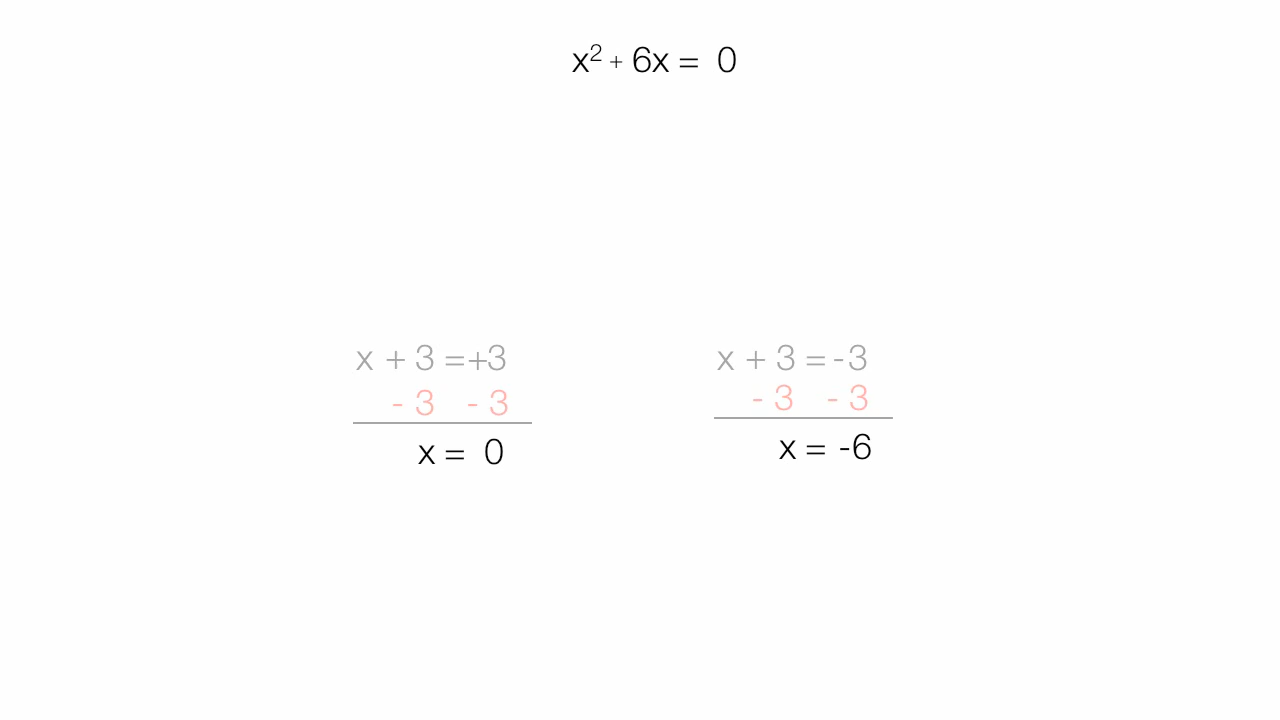 x² + 6x = 0
x + 3 =+3
- 3 - 3
x = 0
x + 3 = -3
- 3 - 3
x = -6